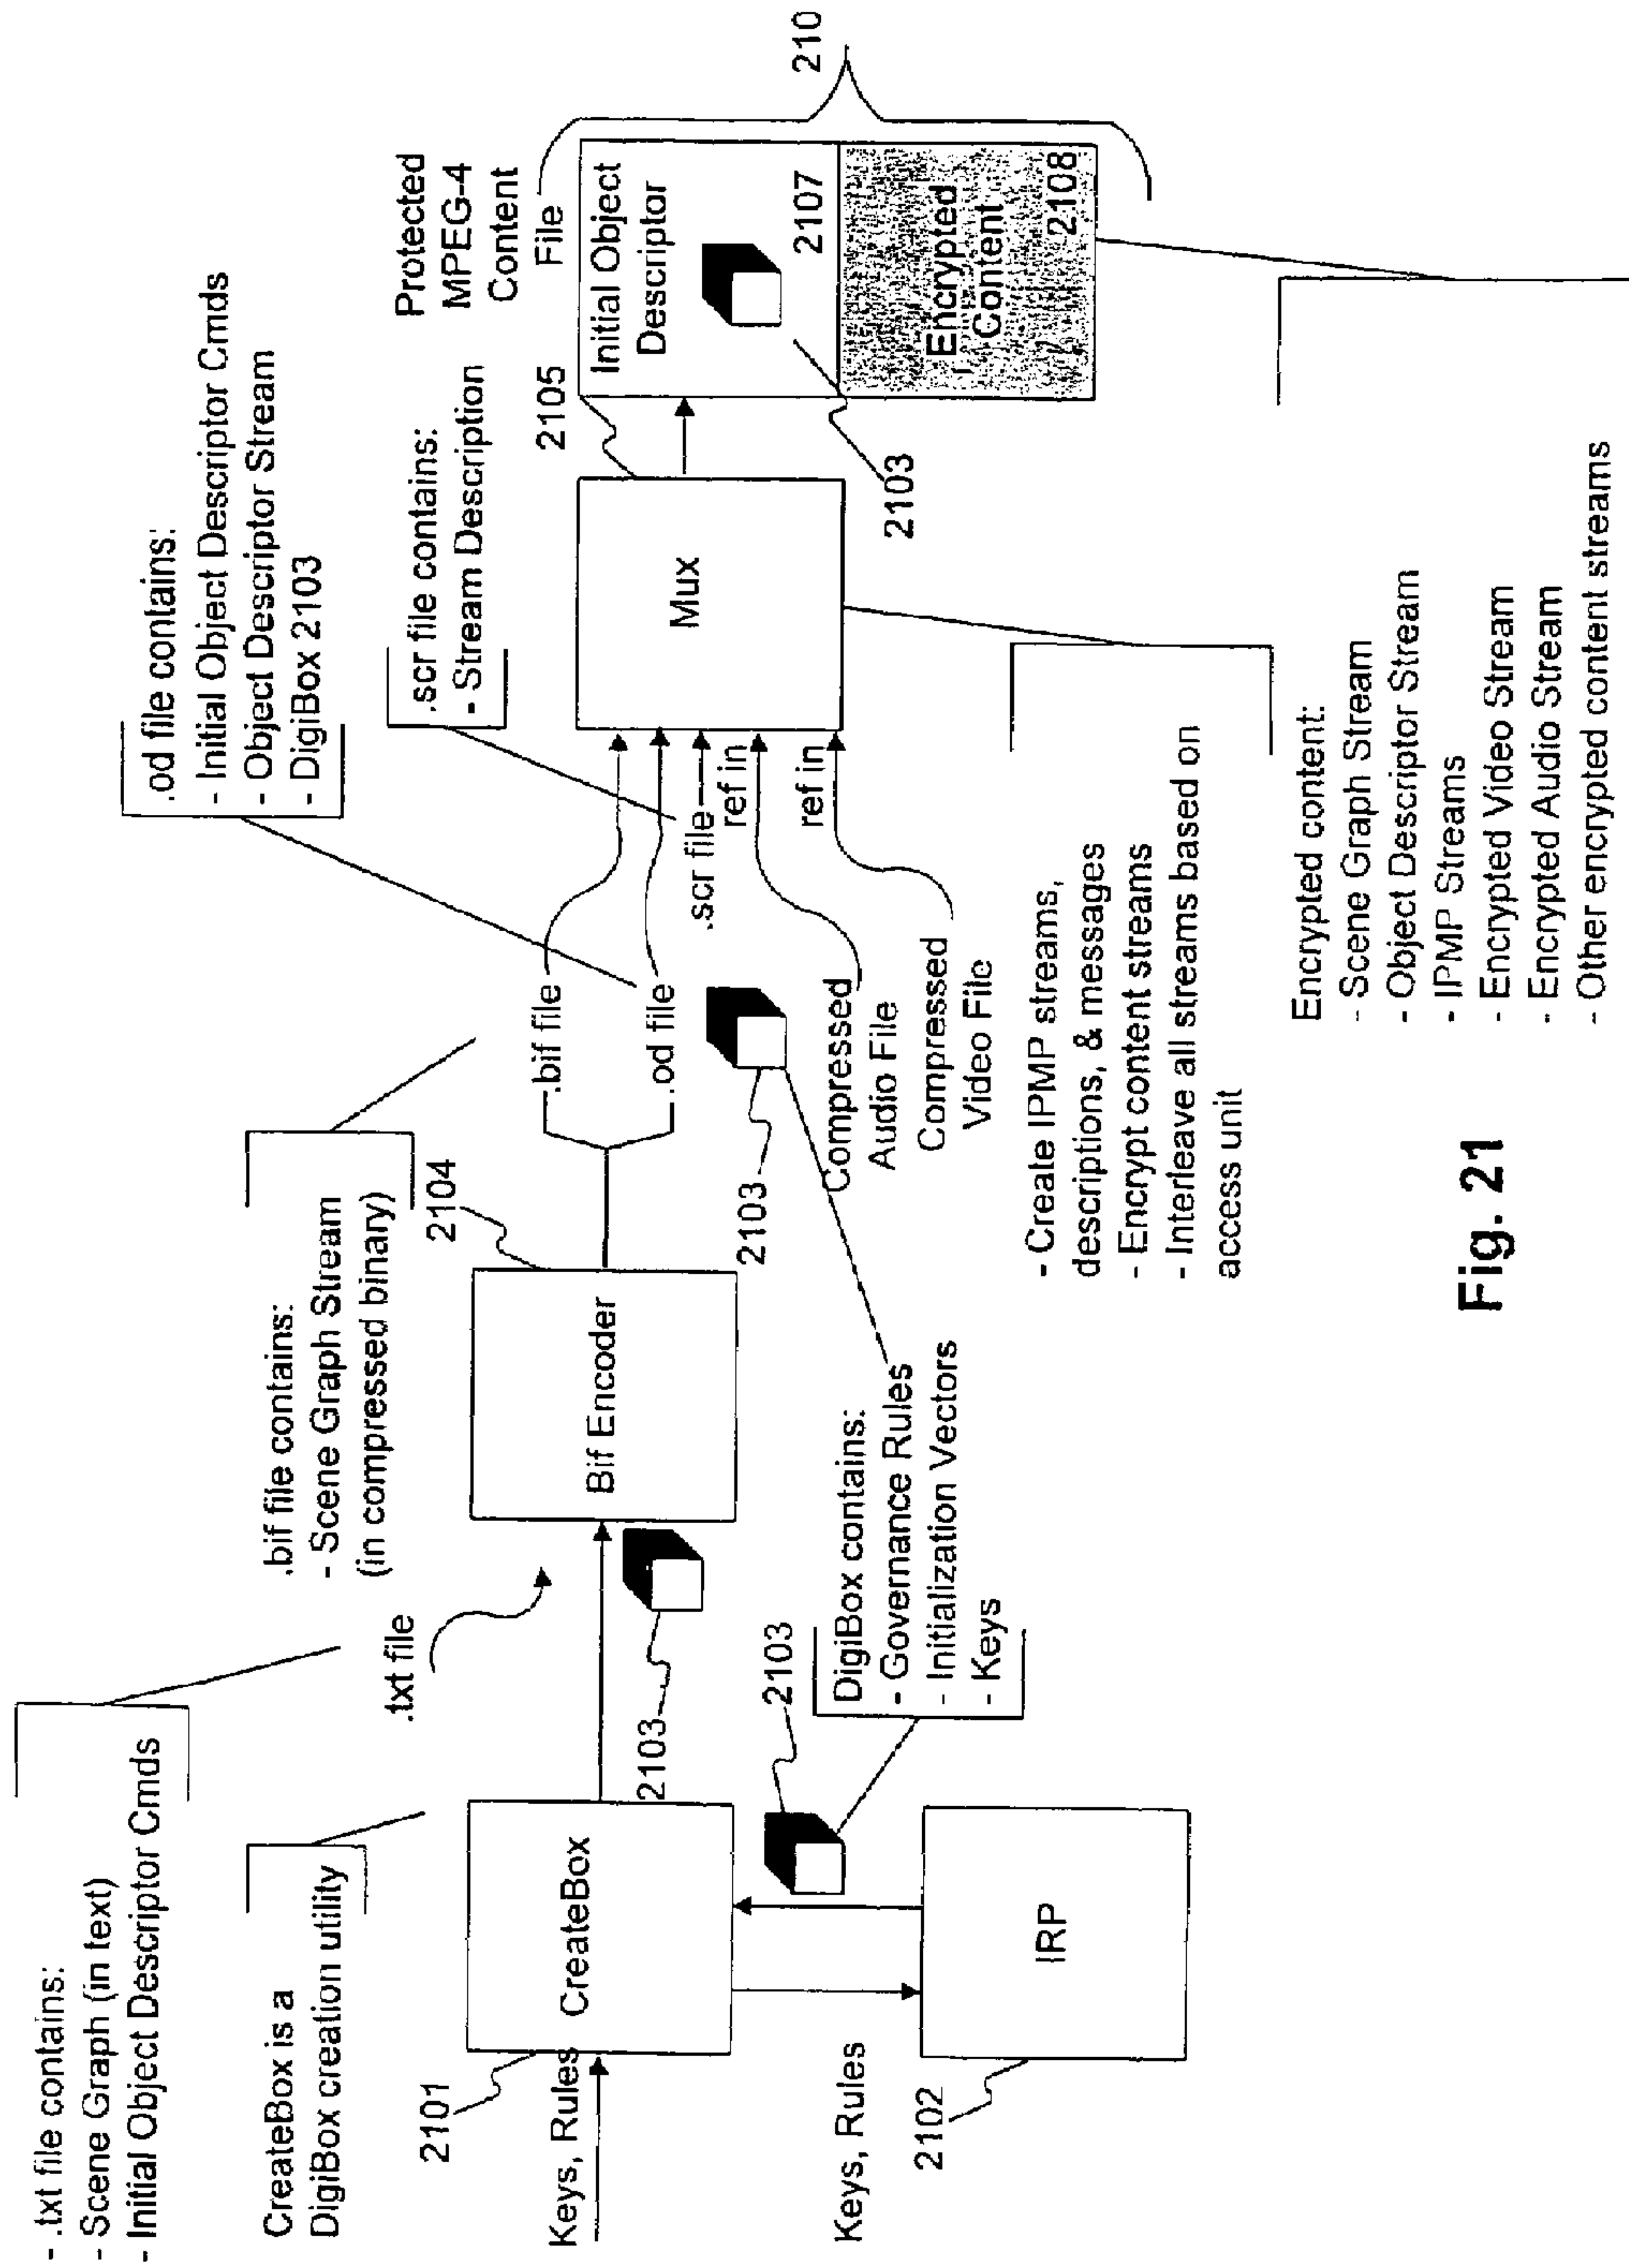 - .txt file contains:
- Scene Graph (in text)
- Initial Object Descriptor Cmds
CreateBox is a
DigiBox creation utility
2101
Keys, Rules
CreateBox
Keys, Rules
2102
IRP
2103
DigiBox contains:
- Governance Rules
- Initialization Vectors
- Keys
.txt file
2103
.bif file contains:
- Scene Graph Stream
(in compressed binary)
2104
Bif Encoder
.bif file
.od file
2103
.od file contains:
- Initial Object Descriptor Cmds
- Object Descriptor Stream
- DigiBox 2103
.scr file contains:
- Stream Description
.scr file
ref in
ref in
Compressed
Audio File
Compressed
Video File
Mux
2105
- Create IPMP streams,
descriptions, & messages
- Encrypt content streams
- Interleave all streams based on
access unit
Protected
MPEG-4
Content
File
Initial Object
Descriptor
2107
2103
Encrypted
Content
2108
210
Encrypted content:
- Scene Graph Stream
- Object Descriptor Stream
- IPMP Streams
- Encrypted Video Stream
- Encrypted Audio Stream
- Other encrypted content streams
Fig. 21